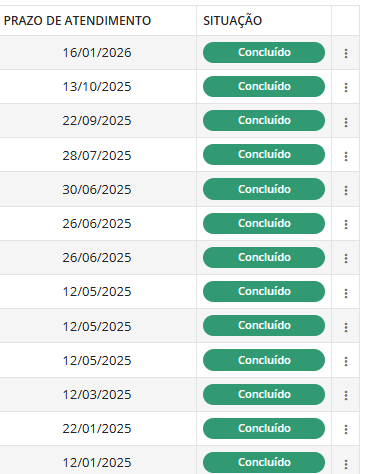 PRAZO DE ATENDIMENTO SITUAÇÃO
16/01/2026 Concluído
13/10/2025 Concluído
22/09/2025 Concluído
28/07/2025 Concluído
30/06/2025 Concluído
26/06/2025 Concluído
26/06/2025 Concluído
12/05/2025 Concluído
12/05/2025 Concluído
12/05/2025 Concluído
12/03/2025 Concluído
22/01/2025 Concluído
12/01/2025 Concluído